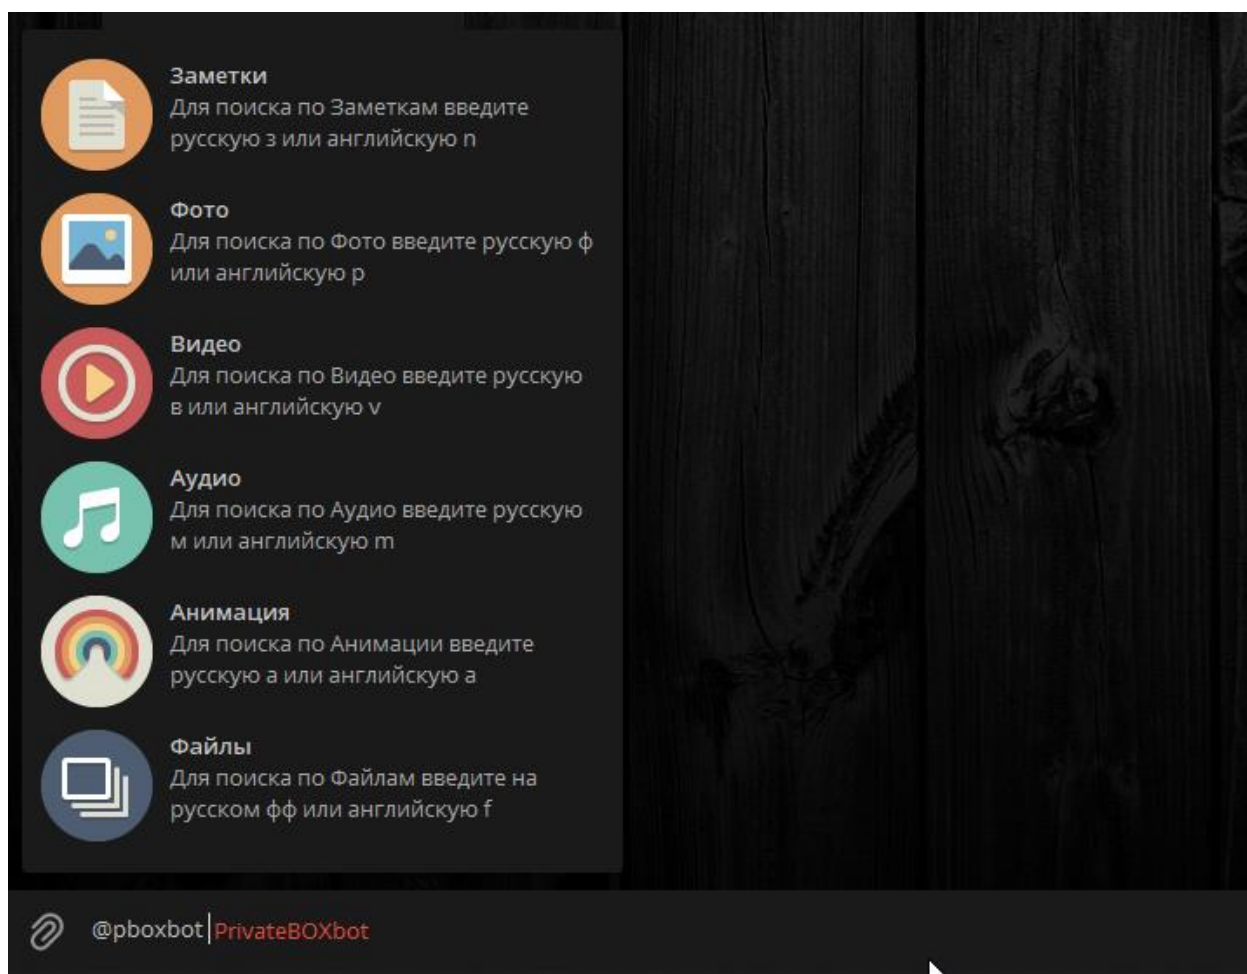 Заметки
Для поиска по Заметкам введите
русскую з или английскую n
Фото
Для поиска по Фото введите русскую ф
или английскую p
Видео
Для поиска по Видео введите русскую
в или английскую v
Аудио
Для поиска по Аудио введите русскую
м или английскую m
Анимация
Для поиска по Анимации введите
русскую а или английскую a
Файлы
Для поиска по Файлам введите на
русском фф или английскую f
@pboxbot PrivateBOXbot